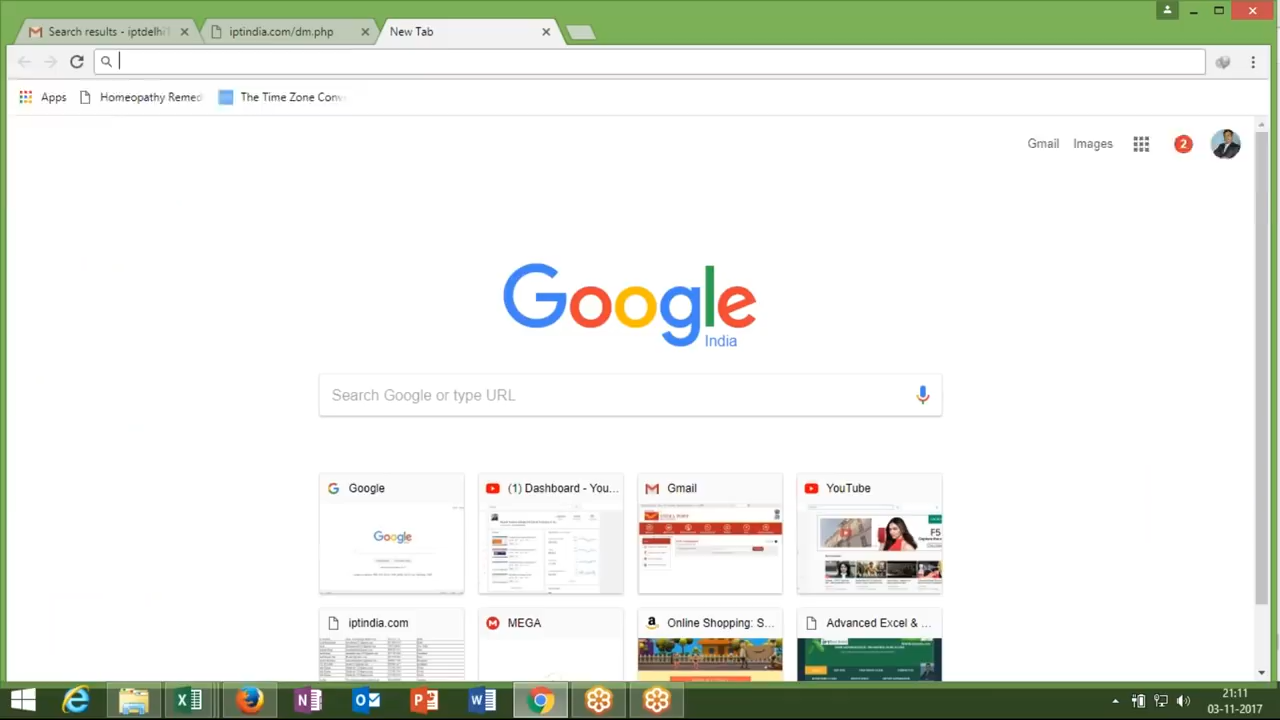 Search results - iptdelhi
iptindia.com/dm.php
New Tab
Apps
Homeopathy Remed
The Time Zone Conv
Gmail
Images
2
Google
India
Search Google or type URL
Google
(1) Dashboard - You...
Gmail
YouTube
Google
F5
iptindia.com
MEGA
Online Shopping: S...
Advanced Excel & ...
21:11
03-11-2017